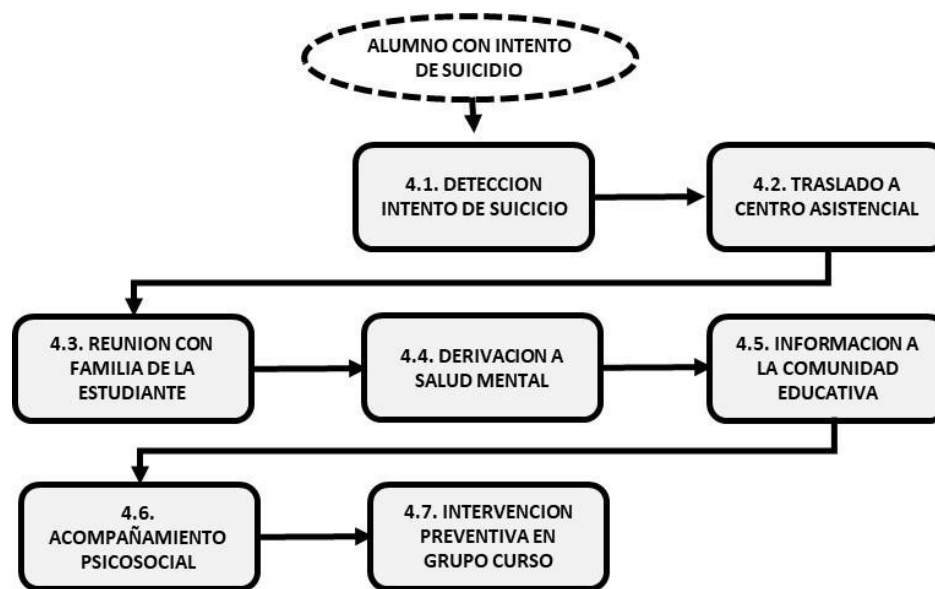 ALUMNO CON INTENTO
DE SUICIDIO
4.1. DETECCION
INTENTO DE SUICICIO
4.2. TRASLADO A
CENTRO ASISTENCIAL
4.3. REUNION CON
FAMILIA DE LA
ESTUDIANTE
4.4. DERIVACION A
SALUD MENTAL
4.5. INFORMACION A
LA COMUNIDAD
EDUCATIVA
4.6.
ACOMPAÑAMIENTO
PSICOSOCIAL
4.7. INTERVENCION
PREVENTIVA EN
GRUPO CURSO